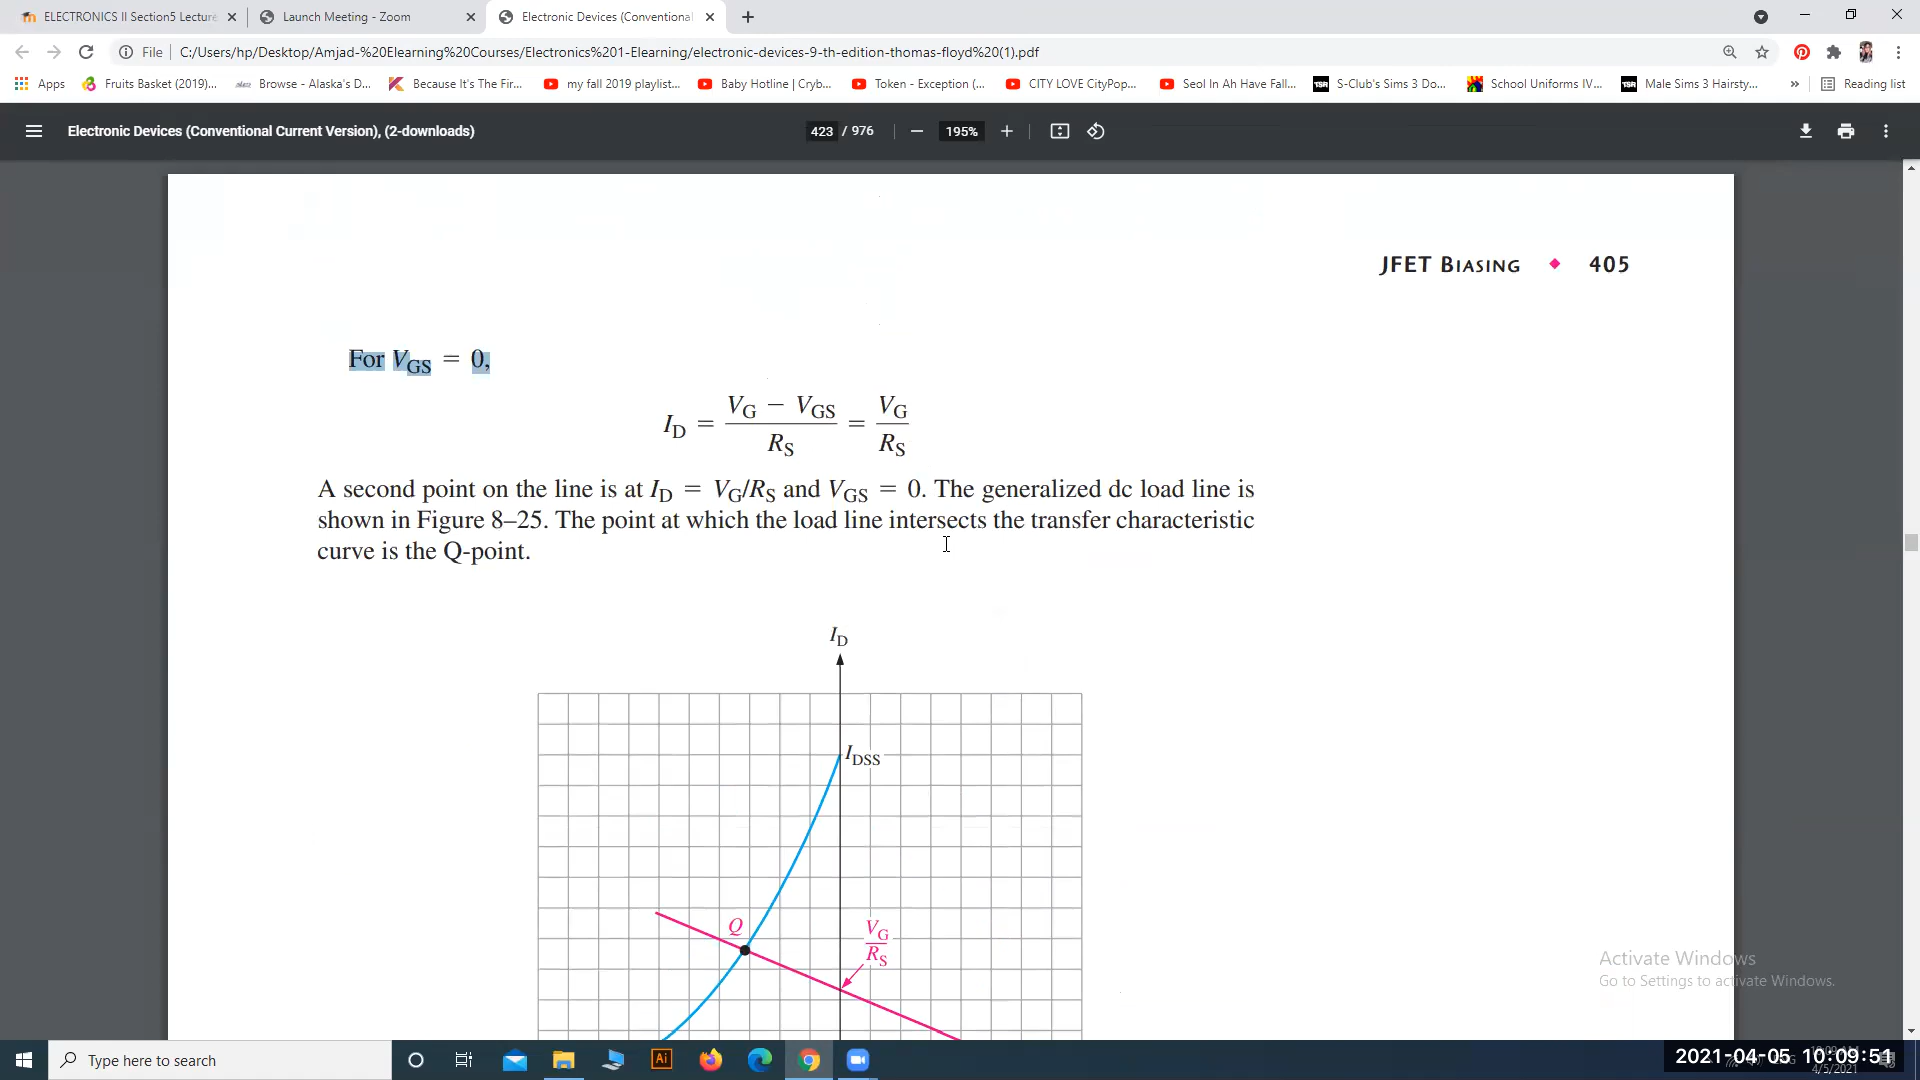 ELECTRONICS II Section5 Lecture
Launch Meeting - Zoom
Electronic Devices (Conventional
File
C:/Users/hp/Desktop/Amjad-%20Elearning%20Courses/Electronics%201-Elearning/electronic-devices-9-th-edition-thomas-floyd%20(1).pdf
Apps
Fruits Basket (2019)...
Browse - Alaska's D...
Because It's The Fir...
my fall 2019 playlist...
Baby Hotline | Cryb...
Token - Exception (...
CITY LOVE CityPop...
Seol In Ah Have Fall...
S-Club's Sims 3 Do...
School Uniforms IV...
Male Sims 3 Hairsty...
»
Reading list
Electronic Devices (Conventional Current Version), (2-downloads)
423 / 976
195%
JFET BIASING ◆ 405
For VGS = 0,
ID = (VG − VGS)/RS = VG/RS
A second point on the line is at ID = VG/RS and VGS = 0. The generalized dc load line is
shown in Figure 8–25. The point at which the load line intersects the transfer characteristic
curve is the Q-point.
ID
IDSS
Q
VG
RS
Activate Windows
Go to Settings to activate Windows.
Type here to search
Ai
2021-04-05 10:09:51
4/5/2021